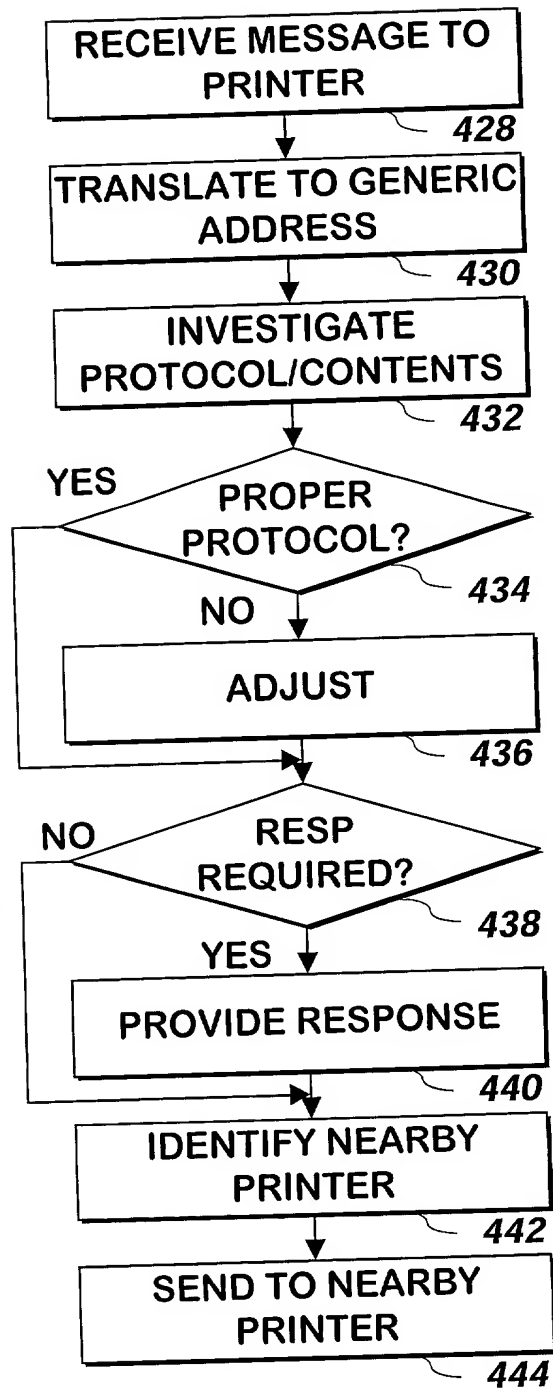 RECEIVE MESSAGE TO
PRINTER
428
TRANSLATE TO GENERIC
ADDRESS
430
INVESTIGATE
PROTOCOL/CONTENTS
432
YES
PROPER
PROTOCOL?
434
NO
ADJUST
436
NO
RESP
REQUIRED?
438
YES
PROVIDE RESPONSE
440
IDENTIFY NEARBY
PRINTER
442
SEND TO NEARBY
PRINTER
444